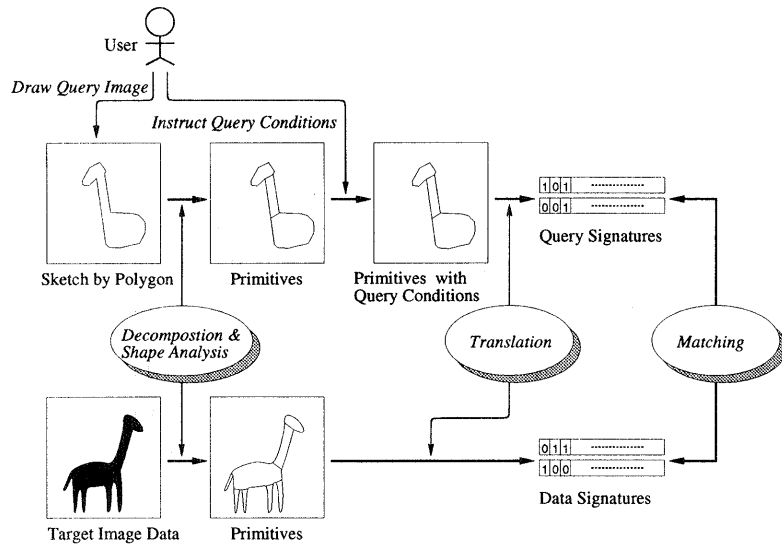 User
Draw Query Image
Instruct Query Conditions
1 0 1
0 0 1
Query Signatures
Sketch by Polygon
Primitives
Primitives with
Query Conditions
Decompostion &
Shape Analysis
Translation
Matching
0 1 1
1 0 0
Data Signatures
Target Image Data
Primitives